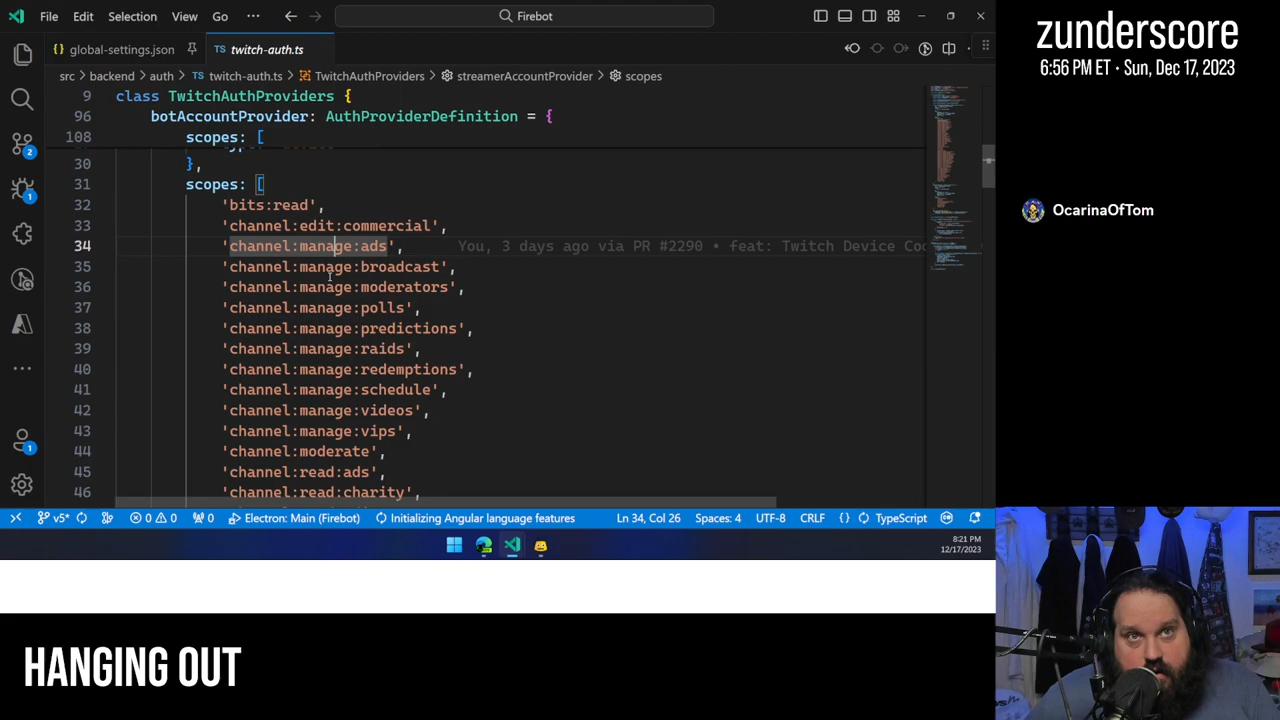 File Edit Selection View Go ··· Firebot
global-settings.json
TS twitch-auth.ts
src > backend > auth > TS twitch-auth.ts > TwitchAuthProviders > streamerAccountProvider > scopes
9 class TwitchAuthProviders {
96 botAccountProvider: AuthProviderDefinition = {
108 scopes: [
30 },
31 scopes: [
32 'bits:read',
33 'channel:edit:commercial',
34 'channel:manage:ads', You, 3 days ago via PR #2290 • feat: Twitch Device Co
35 'channel:manage:broadcast',
36 'channel:manage:moderators',
37 'channel:manage:polls',
38 'channel:manage:predictions',
39 'channel:manage:raids',
40 'channel:manage:redemptions',
41 'channel:manage:schedule',
42 'channel:manage:videos',
43 'channel:manage:vips',
44 'channel:moderate',
45 'channel:read:ads',
46 'channel:read:charity',
2
1
1
v5* 0 0 0 Electron: Main (Firebot) Initializing Angular language features Ln 34, Col 26 Spaces: 4 UTF-8 CRLF {} TypeScript
8:21 PM
12/17/2023
HANGING OUT
zunderscore
6:56 PM ET • Sun, Dec 17, 2023
OcarinaOfTom